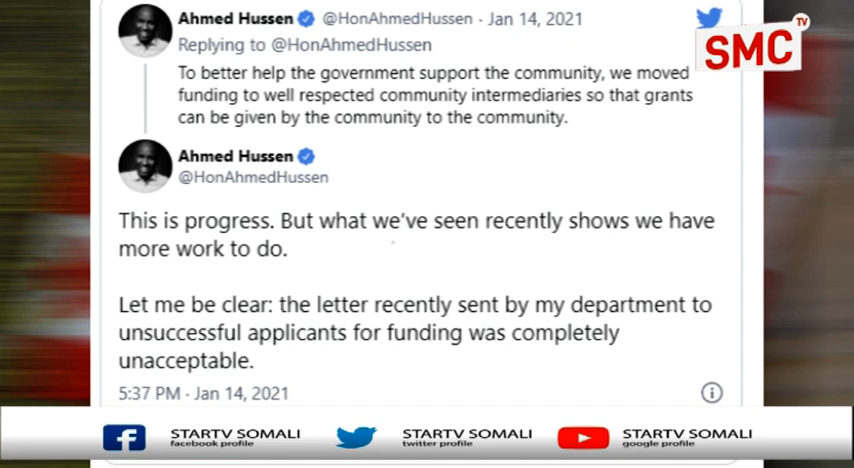 Ahmed Hussen @HonAhmedHussen · Jan 14, 2021
Replying to @HonAhmedHussen
To better help the government support the community, we moved
funding to well respected community intermediaries so that grants
can be given by the community to the community.
SMC TV
Ahmed Hussen
@HonAhmedHussen
This is progress. But what we've seen recently shows we have
more work to do.
Let me be clear: the letter recently sent by my department to
unsuccessful applicants for funding was completely
unacceptable.
5:37 PM · Jan 14, 2021
STARTV SOMALI
facebook profile
STARTV SOMALI
twitter profile
STARTV SOMALI
google profile